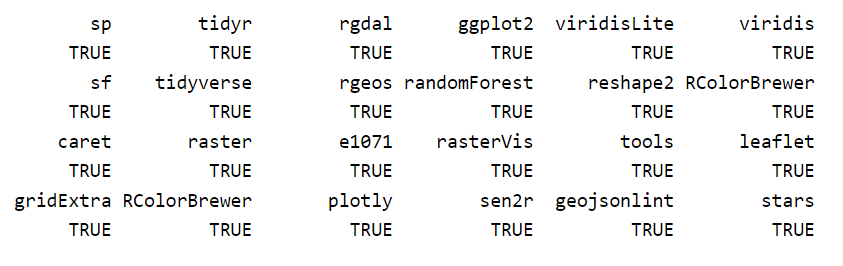 sp tidyr rgdal ggplot2 viridisLite viridis
TRUE TRUE TRUE TRUE TRUE TRUE
sf tidyverse rgeos randomForest reshape2 RColorBrewer
TRUE TRUE TRUE TRUE TRUE TRUE
caret raster e1071 rasterVis tools leaflet
TRUE TRUE TRUE TRUE TRUE TRUE
gridExtra RColorBrewer plotly sen2r geojsonlint stars
TRUE TRUE TRUE TRUE TRUE TRUE